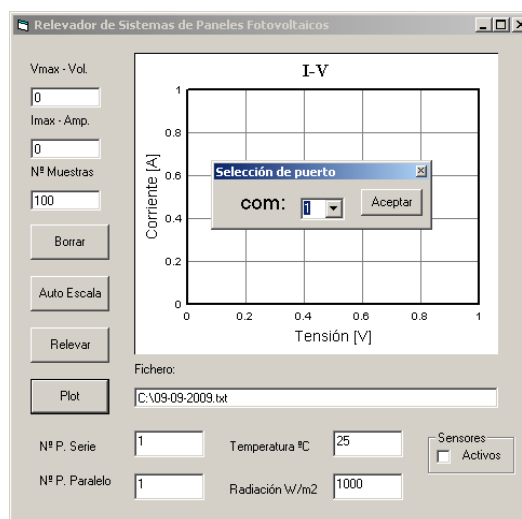 Relevador de Sistemas de Paneles Fotovoltaicos
Vmax - Vol.
0
Imax - Amp.
0
Nº Muestras
100
Borrar
Auto Escala
Relevar
Plot
I-V
Corriente [A]
1
0.8
0.6
0.4
0.2
0
0 0.2 0.4 0.6 0.8 1
Tensión [V]
Selección de puerto
com: 1 Aceptar
Fichero:
C:\09-09-2009.txt
Nº P. Serie 1 Temperatura ºC 25
Nº P. Paralelo 1 Radiación W/m2 1000
Sensores
Activos